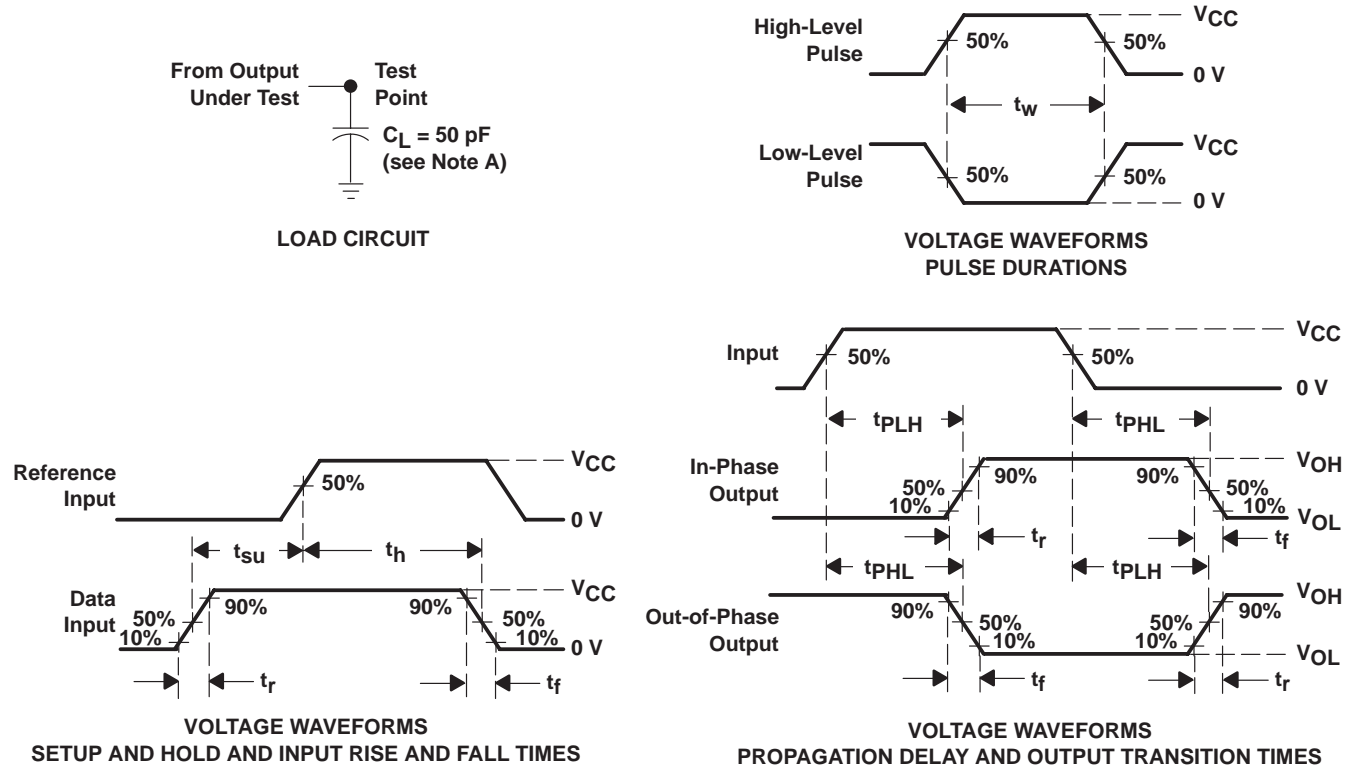 From Output
Under Test
Test
Point
CL = 50 pF
(see Note A)
LOAD CIRCUIT
High-Level
Pulse
50%
50%
VCC
0 V
tw
Low-Level
Pulse
50%
50%
VCC
0 V
VOLTAGE WAVEFORMS
PULSE DURATIONS
Reference
Input
50%
VCC
0 V
tsu
th
Data
Input
50%
10%
90%
90%
50%
10%
VCC
0 V
tr
tf
VOLTAGE WAVEFORMS
SETUP AND HOLD AND INPUT RISE AND FALL TIMES
Input
50%
50%
VCC
0 V
tPLH
tPHL
In-Phase
Output
50%
10%
90%
90%
50%
10%
VOH
VOL
tr
tf
tPHL
tPLH
Out-of-Phase
Output
90%
50%
10%
50%
10%
90%
VOH
VOL
tf
tr
VOLTAGE WAVEFORMS
PROPAGATION DELAY AND OUTPUT TRANSITION TIMES